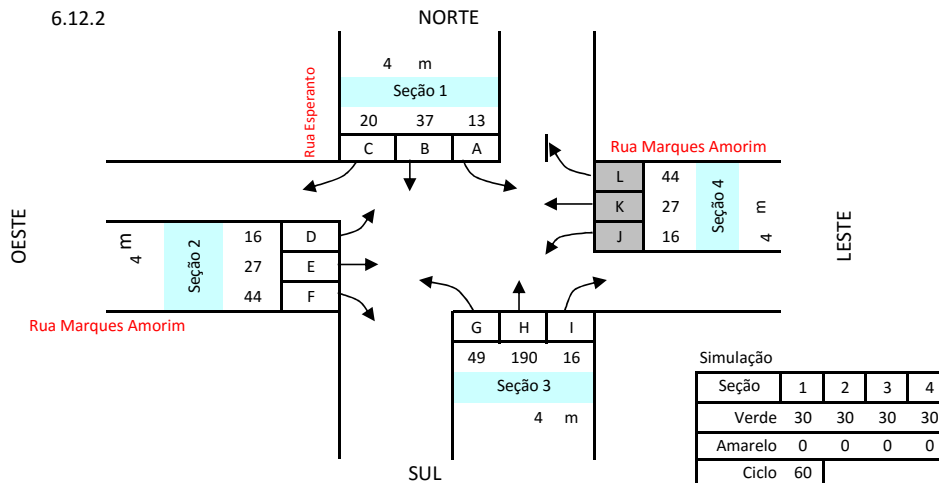 6.12.2
NORTE
4 m
Seção 1
Rua Esperanto
20 37 13
C B A
Rua Marques Amorim
L 44
K 27
J 16
Seção 4
4 m
LESTE
OESTE
4 m
Seção 2
16 D
27 E
44 F
Rua Marques Amorim
G H I
49 190 16
Seção 3
4 m
SUL
Simulação
Seção 1 2 3 4
Verde 30 30 30 30
Amarelo 0 0 0 0
Ciclo 60